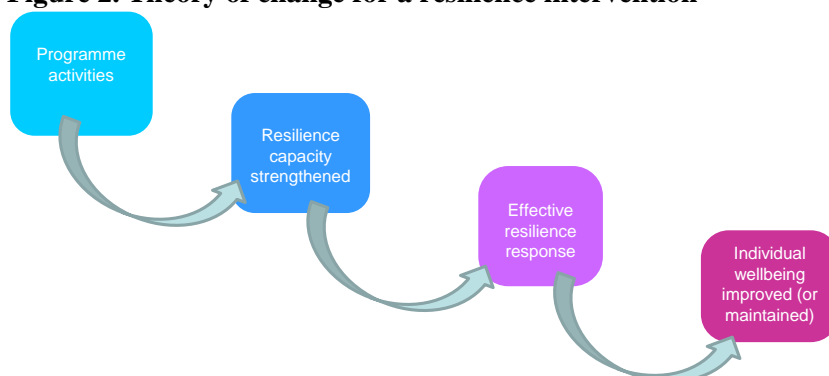 Figure 2: Theory of change for a resilience intervention
Programme
activities
Resilience
capacity
strengthened
Effective
resilience
response
Individual
wellbeing
improved (or
maintained)